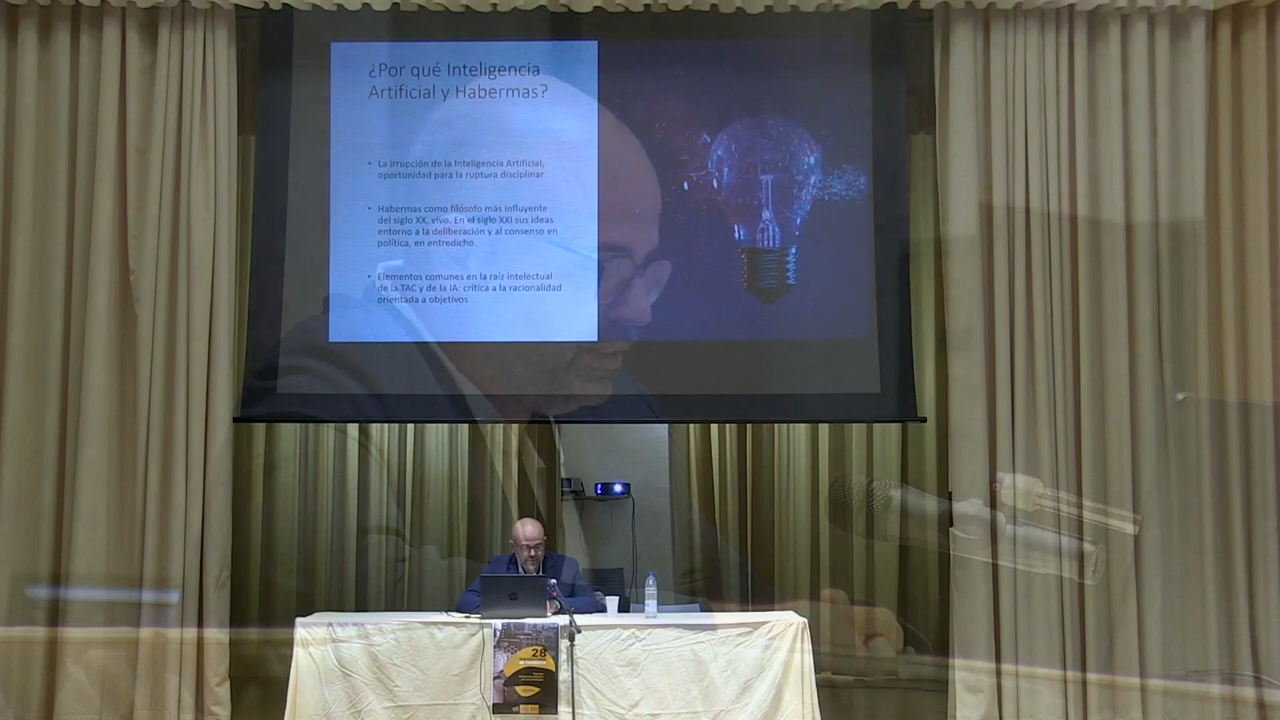 ¿Por qué Inteligencia
Artificial y Habermas?
• La irrupción de la Inteligencia Artificial,
oportunidad para la ruptura disciplinar
• Habermas como filósofo más influyente
del siglo XX, vivo. En el siglo XXI sus ideas
entorno a la deliberación y al consenso en
política, en entredicho.
• Elementos comunes en la raíz intelectual
de la TAC y de la IA: crítica a la racionalidad
orientada a objetivos
28